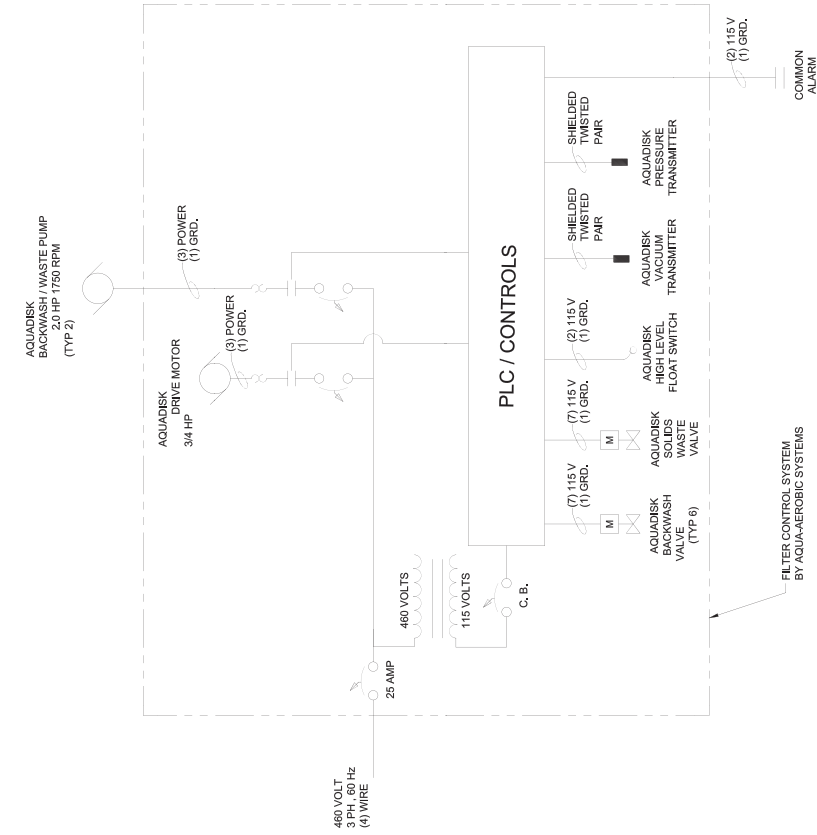 AQUADISK
BACKWASH / WASTE PUMP
2.0 HP 1750 RPM
(TYP 2)
(3) POWER
(1) GRD.
AQUADISK
DRIVE MOTOR
3/4 HP
(3) POWER
(1) GRD.
460 VOLT
3 PH , 60 Hz
(4) WIRE
25 AMP
460 VOLTS
115 VOLTS
C. B.
PLC / CONTROLS
(7) 115 V
(1) GRD.
M
AQUADISK
BACKWASH
VALVE
(TYP 6)
(7) 115 V
(1) GRD.
M
AQUADISK
SOLIDS
WASTE
VALVE
(2) 115 V
(1) GRD.
AQUADISK
HIGH LEVEL
FLOAT SWITCH
SHIELDED
TWISTED
PAIR
AQUADISK
VACUUM
TRANSMITTER
SHIELDED
TWISTED
PAIR
AQUADISK
PRESSURE
TRANSMITTER
(2) 115 V
(1) GRD.
COMMON
ALARM
FILTER CONTROL SYSTEM
BY AQUA-AEROBIC SYSTEMS